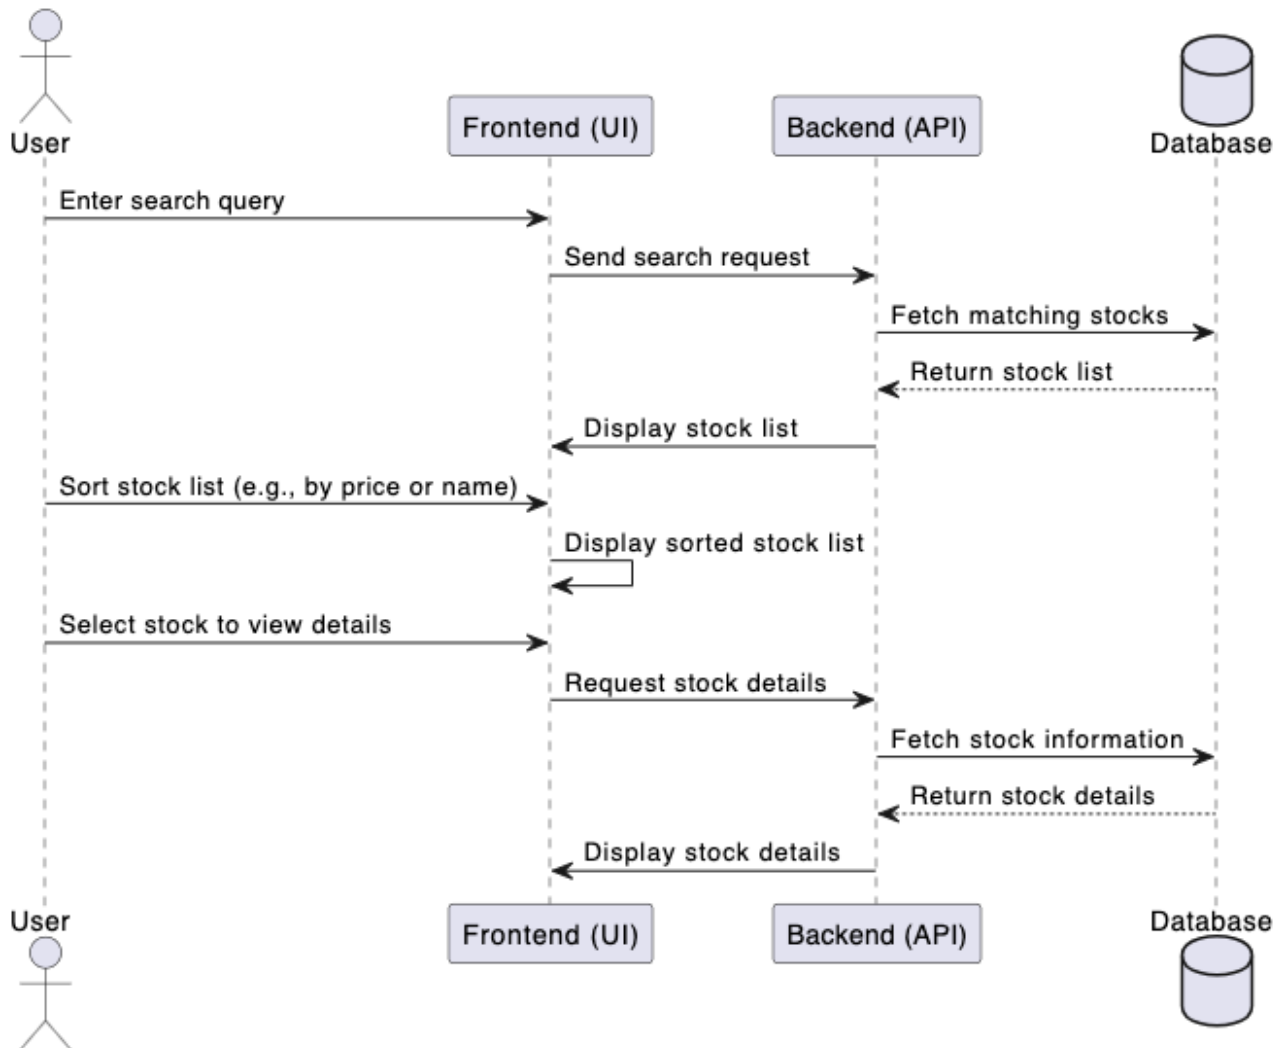 User
Frontend (UI)
Backend (API)
Database
Enter search query
Send search request
Fetch matching stocks
Return stock list
Display stock list
Sort stock list (e.g., by price or name)
Display sorted stock list
Select stock to view details
Request stock details
Fetch stock information
Return stock details
Display stock details
User
Frontend (UI)
Backend (API)
Database